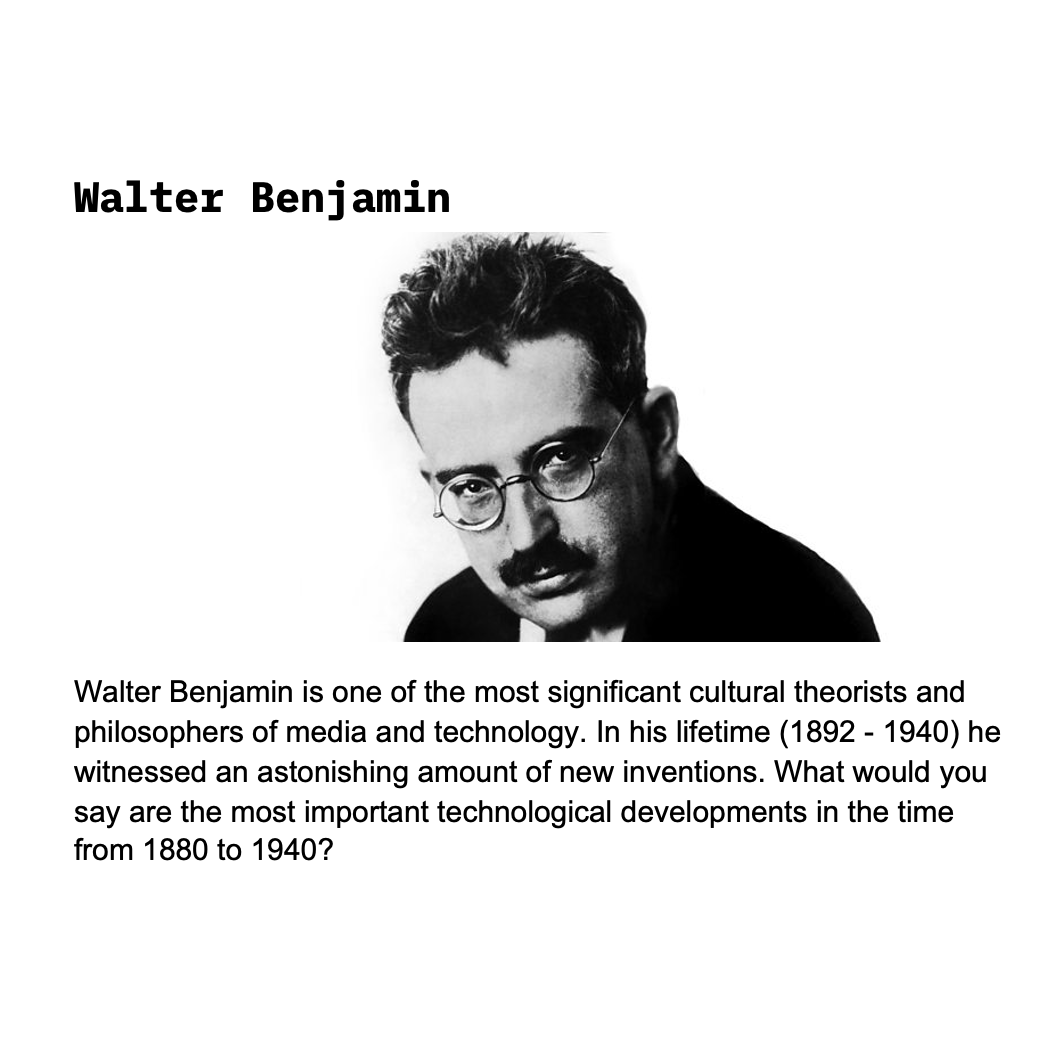 Walter Benjamin
Walter Benjamin is one of the most significant cultural theorists and
philosophers of media and technology. In his lifetime (1892 - 1940) he
witnessed an astonishing amount of new inventions. What would you
say are the most important technological developments in the time
from 1880 to 1940?